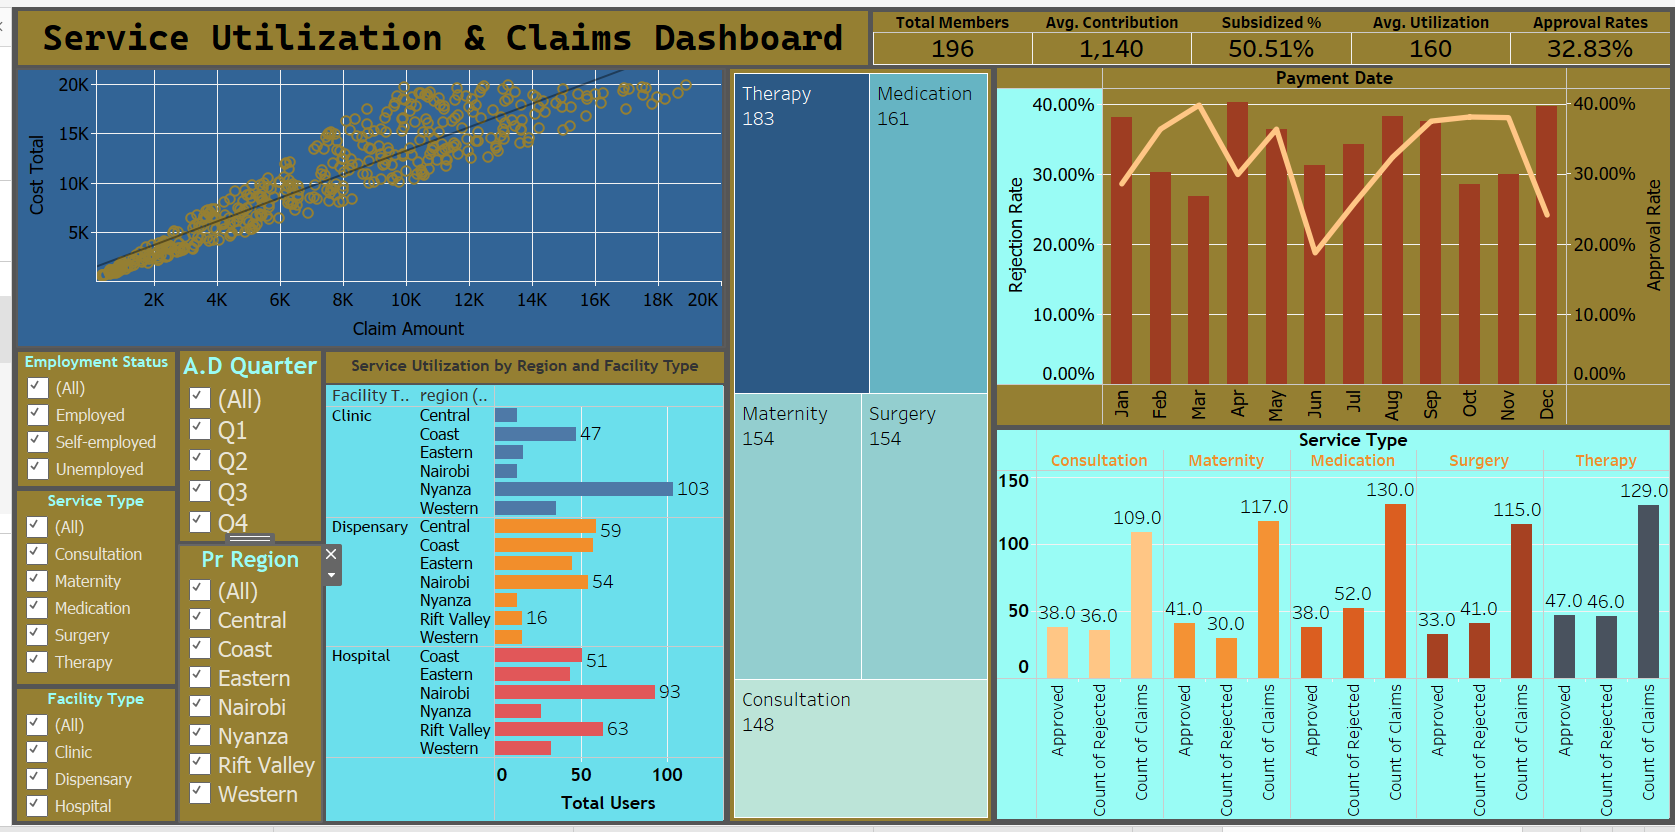 Service Utilization & Claims Dashboard
Total Members
Avg. Contribution
Subsidized %
Avg. Utilization
Approval Rates
196
1,140
50.51%
160
32.83%
Cost Total
20K
15K
10K
5K
2K
4K
6K
8K
10K
12K
14K
16K
18K
20K
Claim Amount
Employment Status
(All)
Employed
Self-employed
Unemployed
Service Type
(All)
Consultation
Maternity
Medication
Surgery
Therapy
Facility Type
(All)
Clinic
Dispensary
Hospital
A.D Quarter
(All)
Q1
Q2
Q3
Q4
Pr Region
(All)
Central
Coast
Eastern
Nairobi
Nyanza
Rift Valley
Western
Service Utilization by Region and Facility Type
Facility T..
region (..
Clinic
Central
Coast
47
Eastern
Nairobi
Nyanza
103
Western
Dispensary
Central
59
Coast
Eastern
Nairobi
54
Nyanza
Rift Valley
16
Western
Hospital
Coast
51
Eastern
Nairobi
93
Nyanza
Rift Valley
63
Western
0
50
100
Total Users
Therapy
183
Medication
161
Maternity
154
Surgery
154
Consultation
148
Payment Date
Rejection Rate
40.00%
30.00%
20.00%
10.00%
0.00%
40.00%
30.00%
20.00%
10.00%
0.00%
Approval Rate
Jan
Feb
Mar
Apr
May
Jun
Jul
Aug
Sep
Oct
Nov
Dec
Service Type
Consultation
Maternity
Medication
Surgery
Therapy
150
100
50
0
38.0
36.0
109.0
41.0
30.0
117.0
38.0
52.0
130.0
33.0
41.0
115.0
47.0
46.0
129.0
Approved
Count of Rejected
Count of Claims
Approved
Count of Rejected
Count of Claims
Approved
Count of Rejected
Count of Claims
Approved
Count of Rejected
Count of Claims
Approved
Count of Rejected
Count of Claims